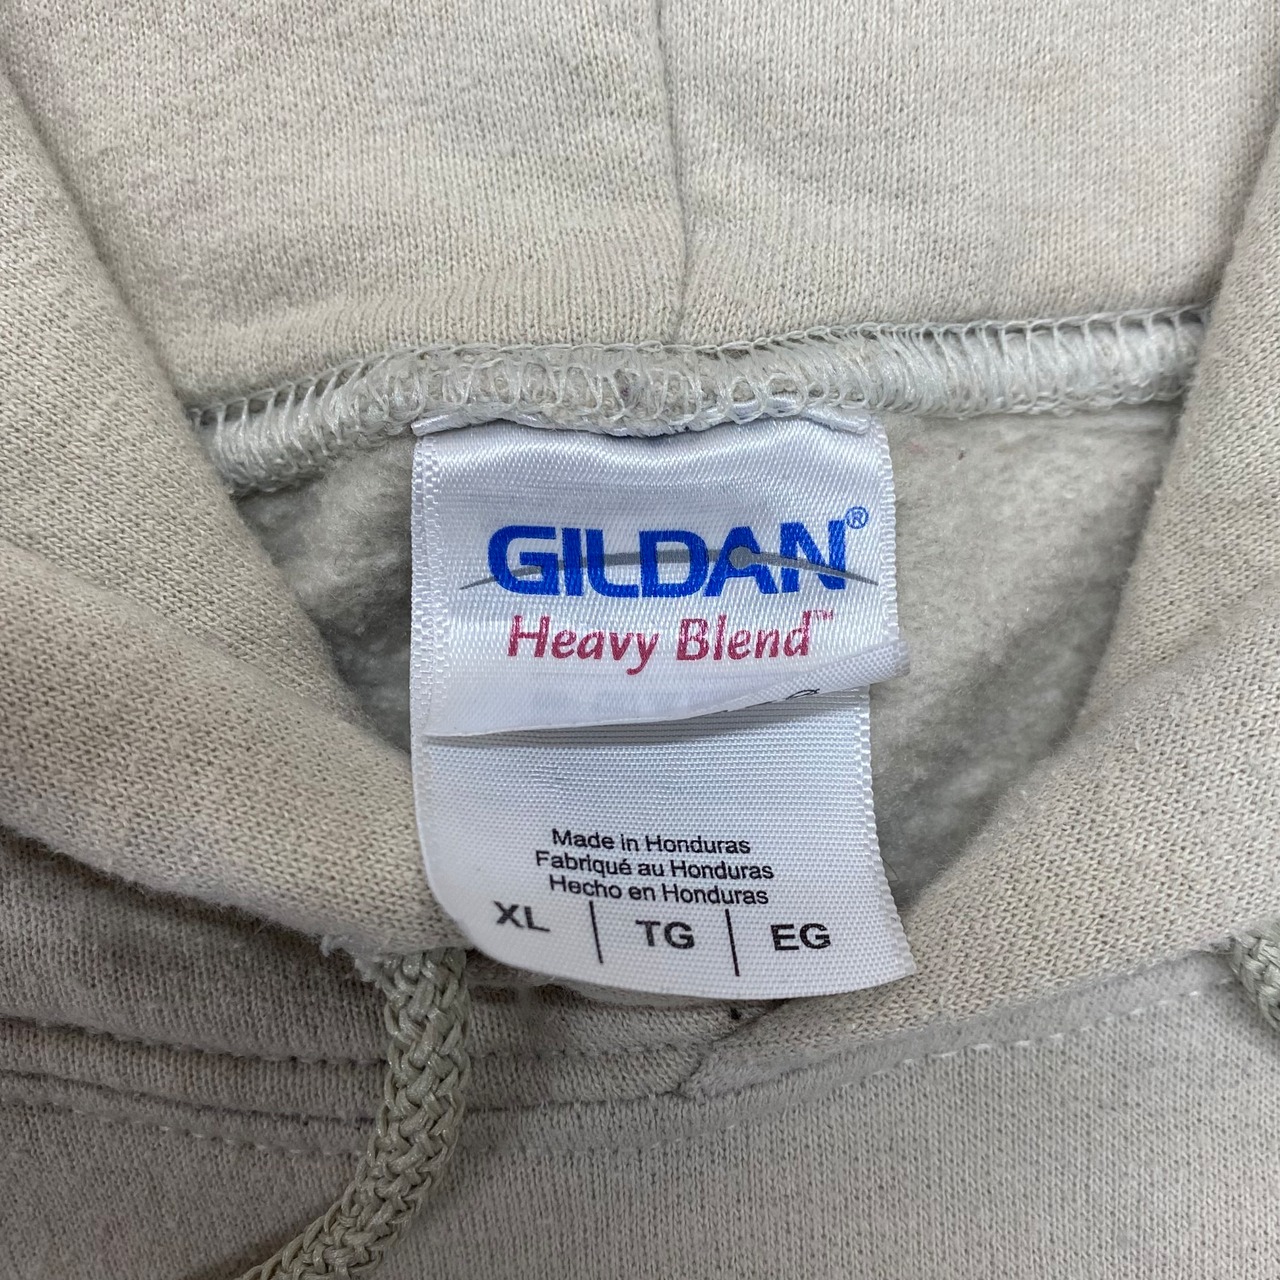 GILDAN®
Heavy Blend™
Made in Honduras
Fabriqué au Honduras
Hecho en Honduras
XL | TG | EG